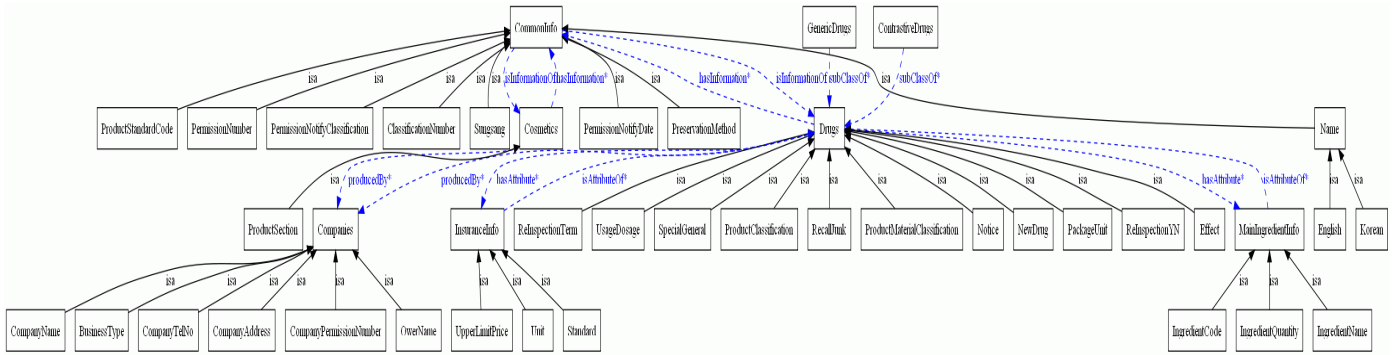 CommonInfo GenericDrugs ContrastiveDrugs
isa isa isa isa isa isInformationOf hasInformation* isa isa hasInformation* isInformationOf subClassOf* isa subClassOf*
ProductStandardCode PermissionNumber PermissionNotifyClassification ClassificationNumber Sungsang Cosmetics PermissionNotifyDate PreservationMethod Drugs Name
isa producedBy* producedBy* hasAttribute* isAttributeOf* isa isa isa isa isa isa isa isa isa isa isa hasAttribute* isAttributeOf* isa isa
ProductSection Companies InsuranceInfo ReInspectionTerm UsageDosage SpecialGeneral ProductClassification RecallJunk ProductMaterialClassification Notice NewDrug PackageUnit ReInspectionYN Effect MainIngredientInfo English Korean
isa isa isa isa isa isa isa isa isa isa isa isa
CompanyName BusinessType CompanyTelNo CompanyAddress CompanyPermissionNumber OwerName UpperLimitPrice Unit Standard IngredientCode IngredientQuantity IngredientName